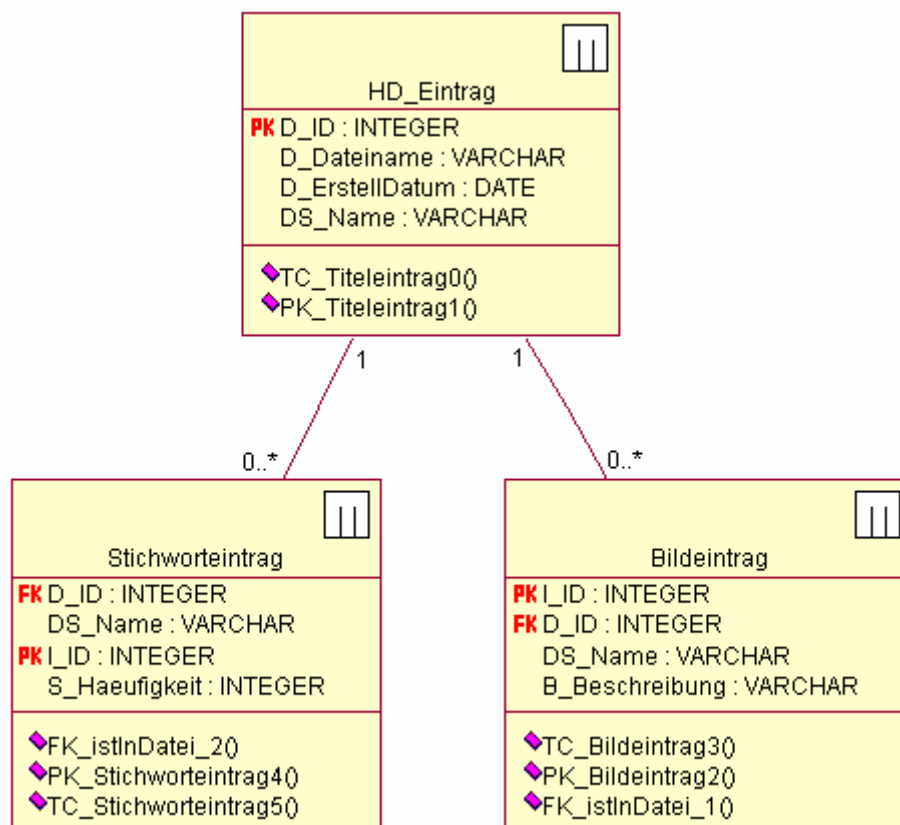 HD_Eintrag
PK D_ID : INTEGER
D_Dateiname : VARCHAR
D_ErstellDatum : DATE
DS_Name : VARCHAR
TC_Titeleintrag0()
PK_Titeleintrag1()
1
1
0..*
0..*
Stichworteintrag
FK D_ID : INTEGER
DS_Name : VARCHAR
PK I_ID : INTEGER
S_Haeufigkeit : INTEGER
FK_istInDatei_2()
PK_Stichworteintrag4()
TC_Stichworteintrag5()
Bildeintrag
PK I_ID : INTEGER
FK D_ID : INTEGER
DS_Name : VARCHAR
B_Beschreibung : VARCHAR
TC_Bildeintrag3()
PK_Bildeintrag2()
FK_istInDatei_1()